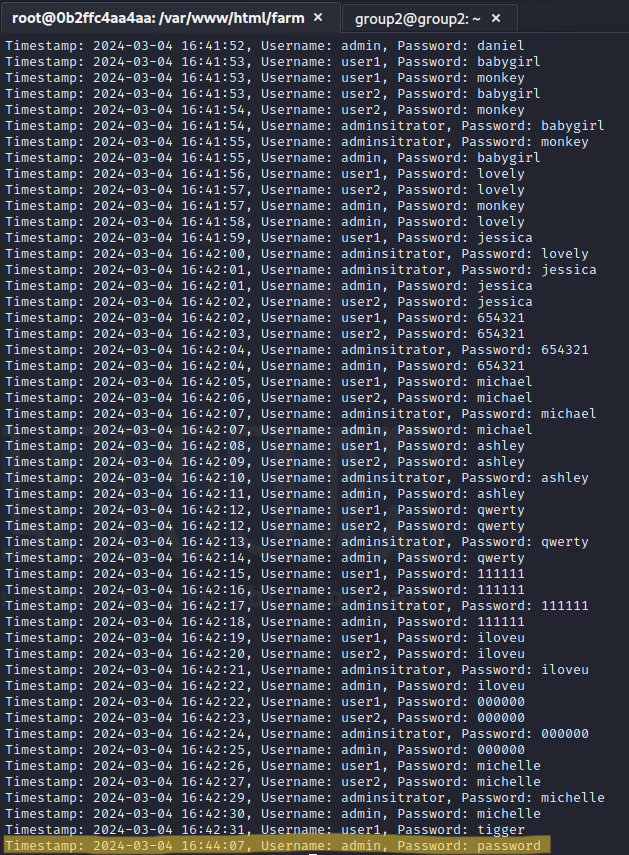 root@0b2ffc4aa4aa: /var/www/html/farm × group2@group2: ~ ×
Timestamp: 2024-03-04 16:41:52, Username: admin, Password: daniel
Timestamp: 2024-03-04 16:41:53, Username: user1, Password: babygirl
Timestamp: 2024-03-04 16:41:53, Username: user1, Password: monkey
Timestamp: 2024-03-04 16:41:53, Username: user2, Password: babygirl
Timestamp: 2024-03-04 16:41:54, Username: user2, Password: monkey
Timestamp: 2024-03-04 16:41:54, Username: adminsitrator, Password: babygirl
Timestamp: 2024-03-04 16:41:55, Username: adminsitrator, Password: monkey
Timestamp: 2024-03-04 16:41:55, Username: admin, Password: babygirl
Timestamp: 2024-03-04 16:41:56, Username: user1, Password: lovely
Timestamp: 2024-03-04 16:41:57, Username: user2, Password: lovely
Timestamp: 2024-03-04 16:41:57, Username: admin, Password: monkey
Timestamp: 2024-03-04 16:41:58, Username: admin, Password: lovely
Timestamp: 2024-03-04 16:41:59, Username: user1, Password: jessica
Timestamp: 2024-03-04 16:42:00, Username: adminsitrator, Password: lovely
Timestamp: 2024-03-04 16:42:01, Username: adminsitrator, Password: jessica
Timestamp: 2024-03-04 16:42:01, Username: admin, Password: jessica
Timestamp: 2024-03-04 16:42:02, Username: user2, Password: jessica
Timestamp: 2024-03-04 16:42:02, Username: user1, Password: 654321
Timestamp: 2024-03-04 16:42:03, Username: user2, Password: 654321
Timestamp: 2024-03-04 16:42:04, Username: adminsitrator, Password: 654321
Timestamp: 2024-03-04 16:42:04, Username: admin, Password: 654321
Timestamp: 2024-03-04 16:42:05, Username: user1, Password: michael
Timestamp: 2024-03-04 16:42:06, Username: user2, Password: michael
Timestamp: 2024-03-04 16:42:07, Username: adminsitrator, Password: michael
Timestamp: 2024-03-04 16:42:07, Username: admin, Password: michael
Timestamp: 2024-03-04 16:42:08, Username: user1, Password: ashley
Timestamp: 2024-03-04 16:42:09, Username: user2, Password: ashley
Timestamp: 2024-03-04 16:42:10, Username: adminsitrator, Password: ashley
Timestamp: 2024-03-04 16:42:11, Username: admin, Password: ashley
Timestamp: 2024-03-04 16:42:12, Username: user1, Password: qwerty
Timestamp: 2024-03-04 16:42:12, Username: user2, Password: qwerty
Timestamp: 2024-03-04 16:42:13, Username: adminsitrator, Password: qwerty
Timestamp: 2024-03-04 16:42:14, Username: admin, Password: qwerty
Timestamp: 2024-03-04 16:42:15, Username: user1, Password: 111111
Timestamp: 2024-03-04 16:42:16, Username: user2, Password: 111111
Timestamp: 2024-03-04 16:42:17, Username: adminsitrator, Password: 111111
Timestamp: 2024-03-04 16:42:18, Username: admin, Password: 111111
Timestamp: 2024-03-04 16:42:19, Username: user1, Password: iloveu
Timestamp: 2024-03-04 16:42:20, Username: user2, Password: iloveu
Timestamp: 2024-03-04 16:42:21, Username: adminsitrator, Password: iloveu
Timestamp: 2024-03-04 16:42:22, Username: admin, Password: iloveu
Timestamp: 2024-03-04 16:42:22, Username: user1, Password: 000000
Timestamp: 2024-03-04 16:42:23, Username: user2, Password: 000000
Timestamp: 2024-03-04 16:42:24, Username: adminsitrator, Password: 000000
Timestamp: 2024-03-04 16:42:25, Username: admin, Password: 000000
Timestamp: 2024-03-04 16:42:26, Username: user1, Password: michelle
Timestamp: 2024-03-04 16:42:27, Username: user2, Password: michelle
Timestamp: 2024-03-04 16:42:29, Username: adminsitrator, Password: michelle
Timestamp: 2024-03-04 16:42:30, Username: admin, Password: michelle
Timestamp: 2024-03-04 16:42:31, Username: user1, Password: tigger
Timestamp: 2024-03-04 16:44:07, Username: admin, Password: password